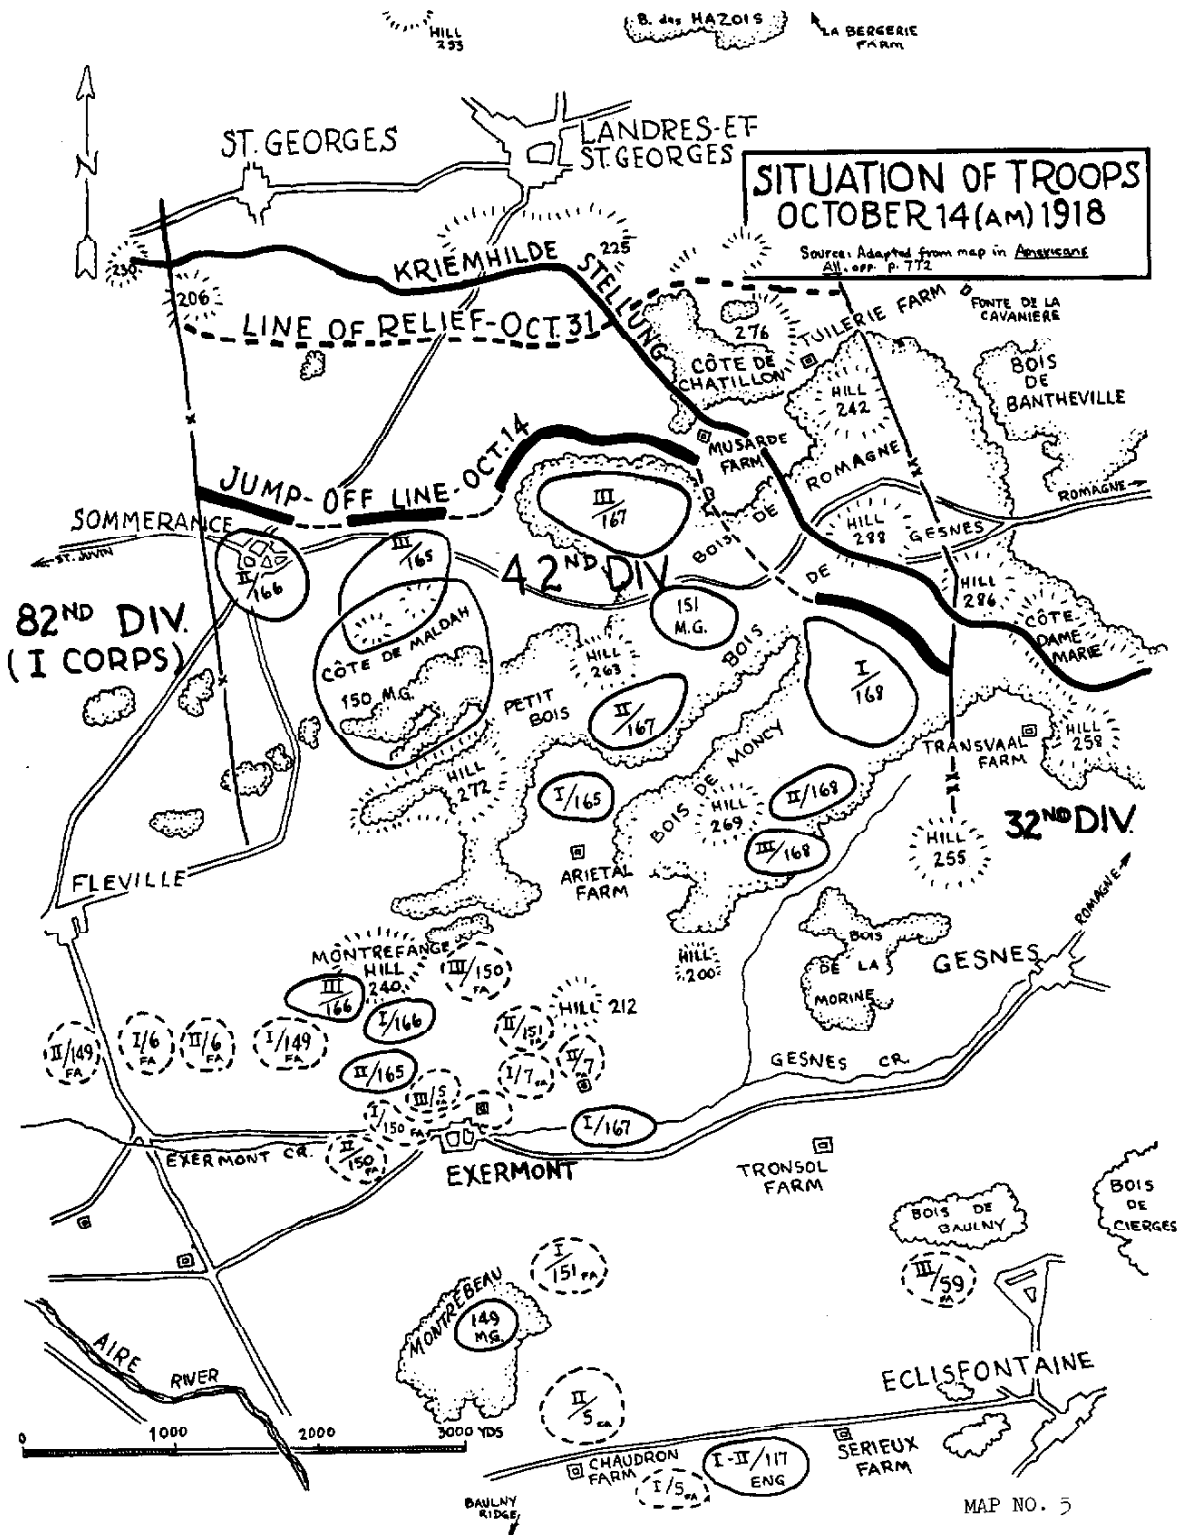 HILL
233
B. des HAZOIS
LA BERGERIE
FARM
N
ST. GEORGES
LANDRES-ET-
ST. GEORGES
SITUATION OF TROOPS
OCTOBER 14 (AM) 1918
Source: Adapted from map in Americans
All, opp. p. 772
230
206
KRIEMHILDE STELLUNG
225
LINE OF RELIEF-OCT. 31
276
TUILERIE FARM
FONTE DE LA
CAVANIERE
CÔTE DE
CHATILLON
HILL
242
BOIS
DE
BANTHEVILLE
MUSARDE
FARM
JUMP-OFF LINE-OCT. 14
III/167
BOIS DE ROMAGNE
ROMAGNE
SOMMERANCE
ST. JUVIN
II/166
III/165
42ND DIV.
HILL
288
GESNES
HILL
286
82ND DIV.
(I CORPS)
CÔTE DE MALDAH
150 M.G.
151
M.G.
BOIS DE
CÔTE
DAME
MARIE
HILL
263
PETIT
BOIS
II/167
I/168
BOIS DE MONCY
TRANSVAAL
FARM
HILL
258
HILL
272
I/165
HILL
269
II/168
III/168
32ND DIV.
HILL
255
ARIETAL
FARM
FLEVILLE
ROMAGNE
MONTREFANGE
HILL
240
III/150
FA
HILL
200
BOIS
DE LA
MORINE
GESNES
III/166
I/166
HILL 212
II/149
FA
I/6
FA
II/6
FA
I/149
FA
II/151
FA
II/7
FA
II/165
I/7 FA
III/5
FA
GESNES CR.
I/150 FA
I/167
EXERMONT CR.
II/150
FA
EXERMONT
TRONSOL
FARM
BOIS DE
BAULNY
BOIS
DE
CIERGES
I/151 FA
III/59
FA
MONTREBEAU
149
M.G.
AIRE
RIVER
ECLISFONTAINE
II/5 FA
0 1000 2000 3000 YDS
CHAUDRON
FARM
I-II/117
ENG
SERIEUX
FARM
I/5 FA
BAULNY
RIDGE
MAP NO. 5